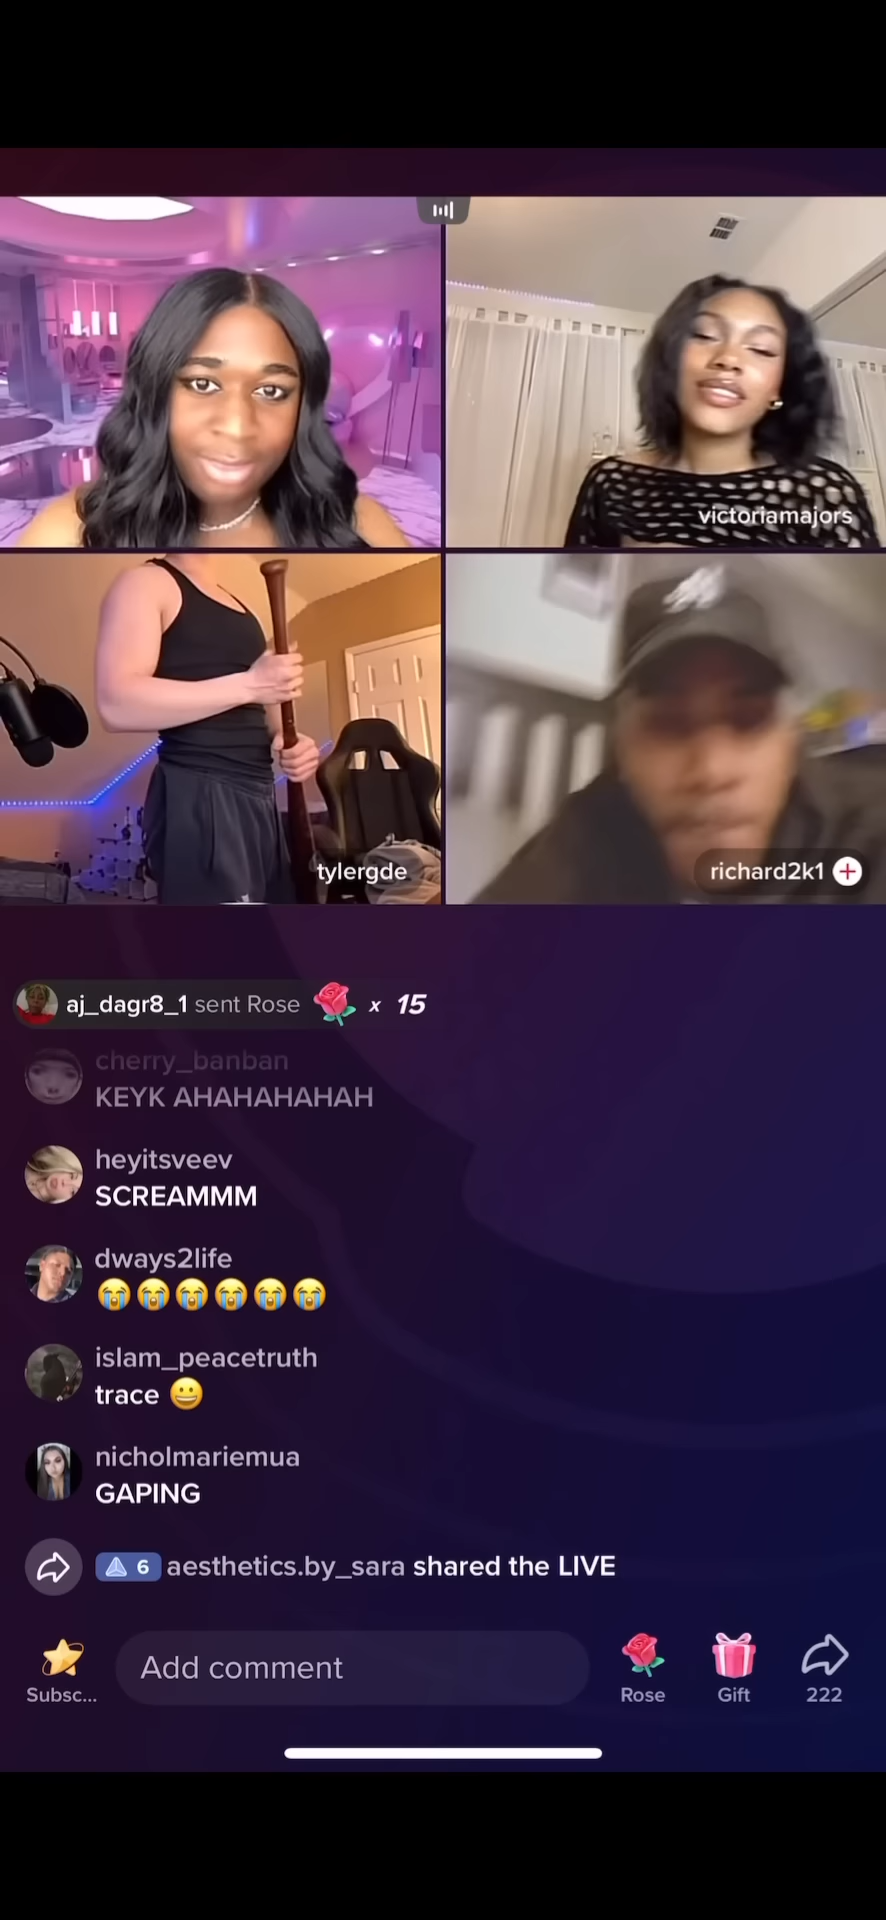 victoriamajors
tylergde
richard2k1
aj_dagr8_1 sent Rose x 15
cherry_banban
KEYK AHAHAHAHAH
heyitsveev
SCREAMMM
dways2life
😭😭😭😭😭😭
islam_peacetruth
trace 😀
nicholmariemua
GAPING
6 aesthetics.by_sara shared the LIVE
Add comment
Subsc...
Rose
Gift
222